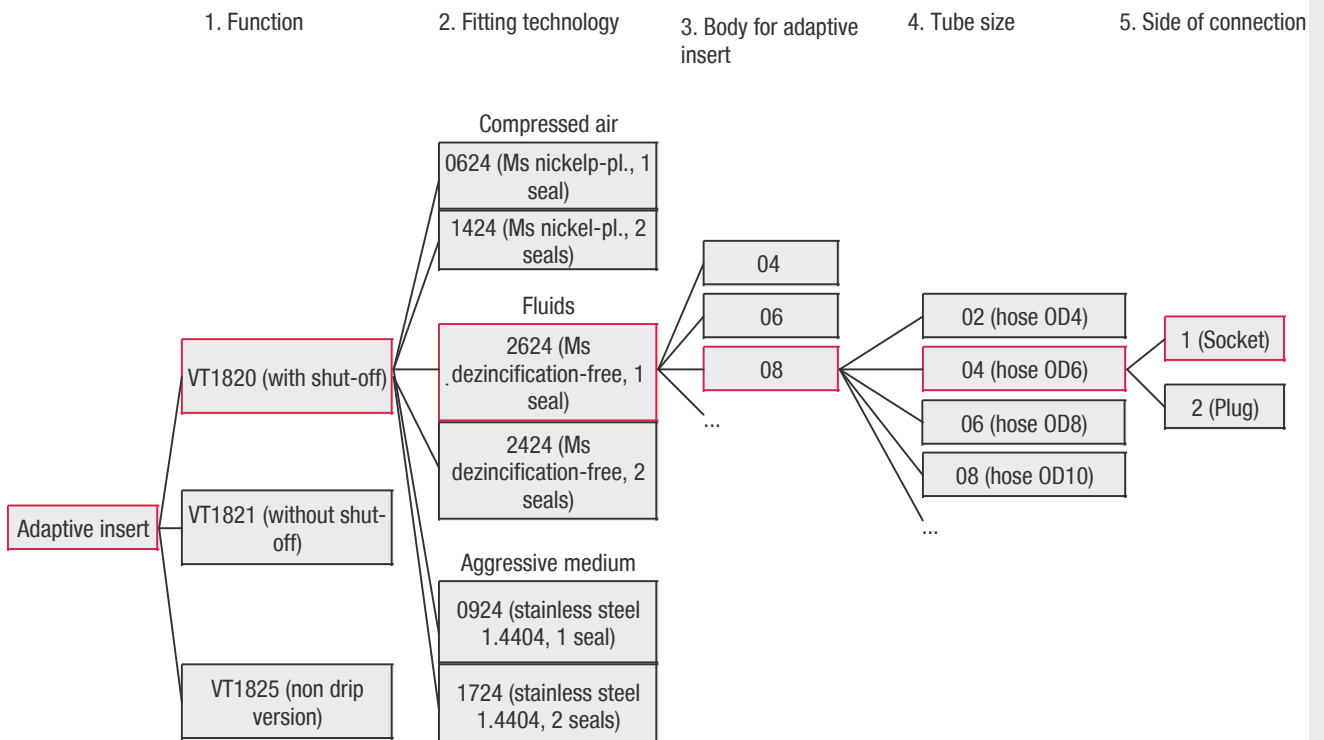 1. Function
2. Fitting technology
3. Body for adaptive
insert
4. Tube size
5. Side of connection
Compressed air
0624 (Ms nickelp-pl., 1
seal)
1424 (Ms nickel-pl., 2
seals)
Fluids
2624 (Ms
dezincification-free, 1
seal)
2424 (Ms
dezincification-free, 2
seals)
Aggressive medium
0924 (stainless steel
1.4404, 1 seal)
1724 (stainless steel
1.4404, 2 seals)
Adaptive insert
VT1820 (with shut-off)
VT1821 (without shut-
off)
VT1825 (non drip
version)
04
06
08
...
02 (hose OD4)
04 (hose OD6)
06 (hose OD8)
08 (hose OD10)
...
1 (Socket)
2 (Plug)